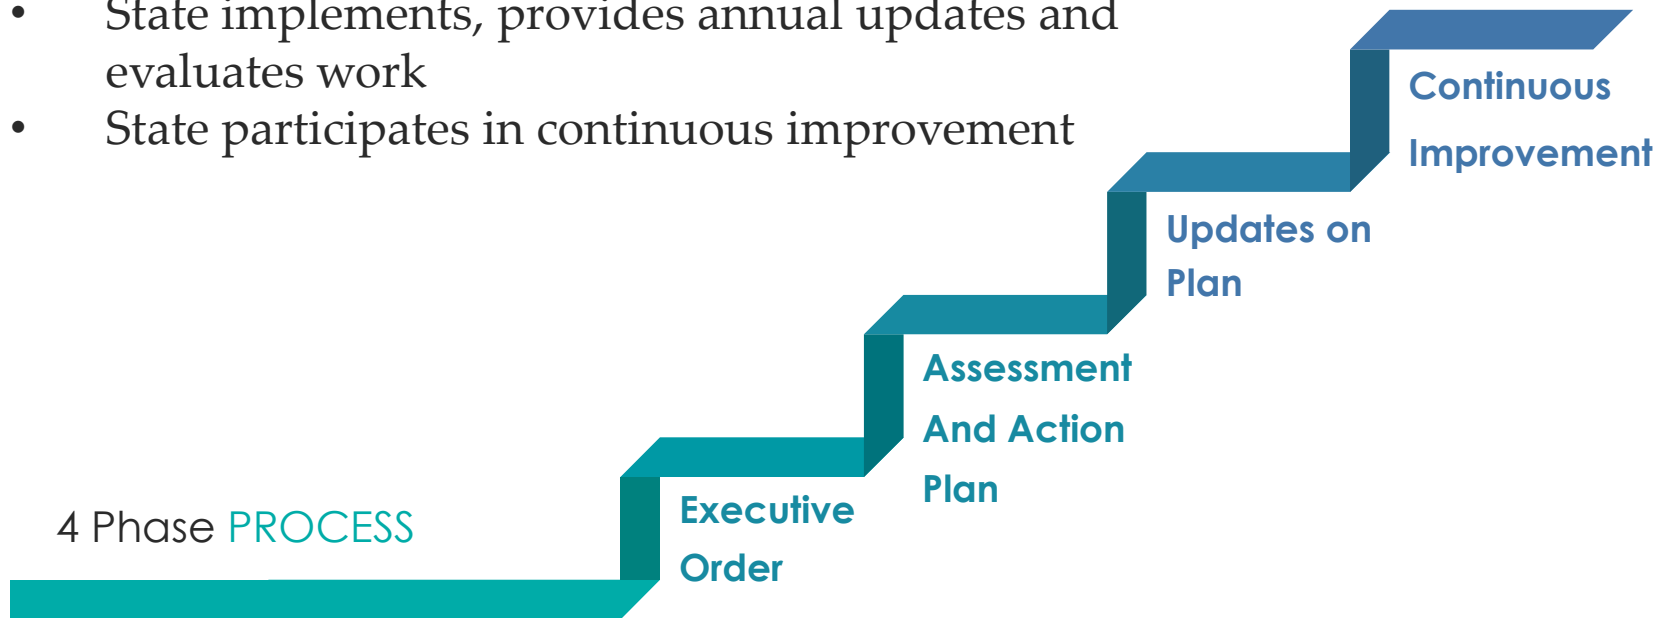 • State implements, provides annual updates and
evaluates work
• State participates in continuous improvement
Continuous
Improvement
Updates on
Plan
Assessment
And Action
Plan
Executive
Order
4 Phase PROCESS